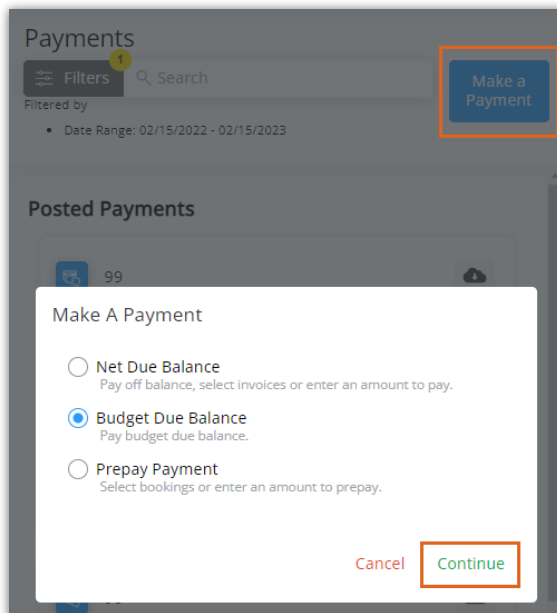 Payments
1
Filters
Search
Make a
Payment
Filtered by
• Date Range: 02/15/2022 - 02/15/2023
Posted Payments
99
Make A Payment
Net Due Balance
Pay off balance, select invoices or enter an amount to pay.
Budget Due Balance
Pay budget due balance.
Prepay Payment
Select bookings or enter an amount to prepay.
Cancel
Continue